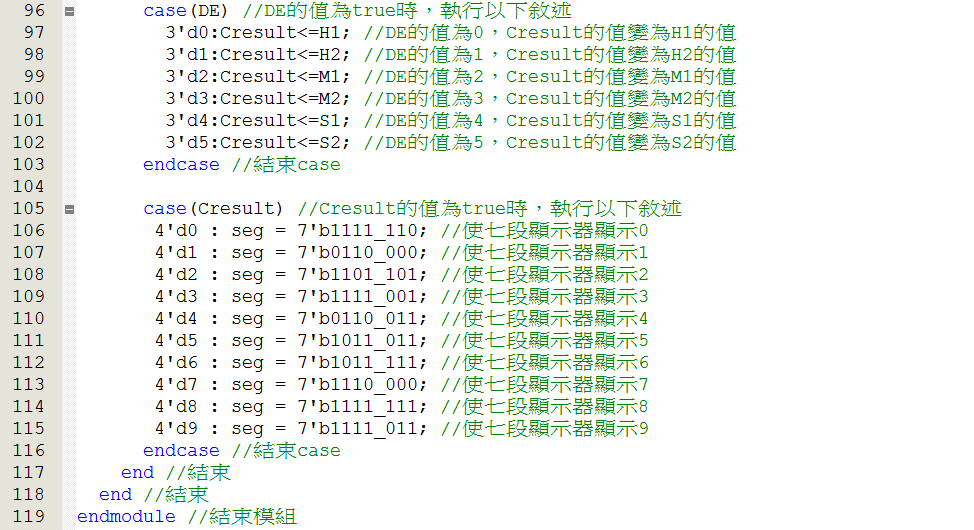 96 case(DE) //DE的值為true時，執行以下敘述
97 3'd0:Cresult<=H1; //DE的值為0，Cresult的值變為H1的值
98 3'd1:Cresult<=H2; //DE的值為1，Cresult的值變為H2的值
99 3'd2:Cresult<=M1; //DE的值為2，Cresult的值變為M1的值
100 3'd3:Cresult<=M2; //DE的值為3，Cresult的值變為M2的值
101 3'd4:Cresult<=S1; //DE的值為4，Cresult的值變為S1的值
102 3'd5:Cresult<=S2; //DE的值為5，Cresult的值變為S2的值
103 endcase //結束case
104
105 case(Cresult) //Cresult的值為true時，執行以下敘述
106 4'd0 : seg = 7'b1111_110; //使七段顯示器顯示0
107 4'd1 : seg = 7'b0110_000; //使七段顯示器顯示1
108 4'd2 : seg = 7'b1101_101; //使七段顯示器顯示2
109 4'd3 : seg = 7'b1111_001; //使七段顯示器顯示3
110 4'd4 : seg = 7'b0110_011; //使七段顯示器顯示4
111 4'd5 : seg = 7'b1011_011; //使七段顯示器顯示5
112 4'd6 : seg = 7'b1011_111; //使七段顯示器顯示6
113 4'd7 : seg = 7'b1110_000; //使七段顯示器顯示7
114 4'd8 : seg = 7'b1111_111; //使七段顯示器顯示8
115 4'd9 : seg = 7'b1111_011; //使七段顯示器顯示9
116 endcase //結束case
117 end //結束
118 end //結束
119 endmodule //結束模組